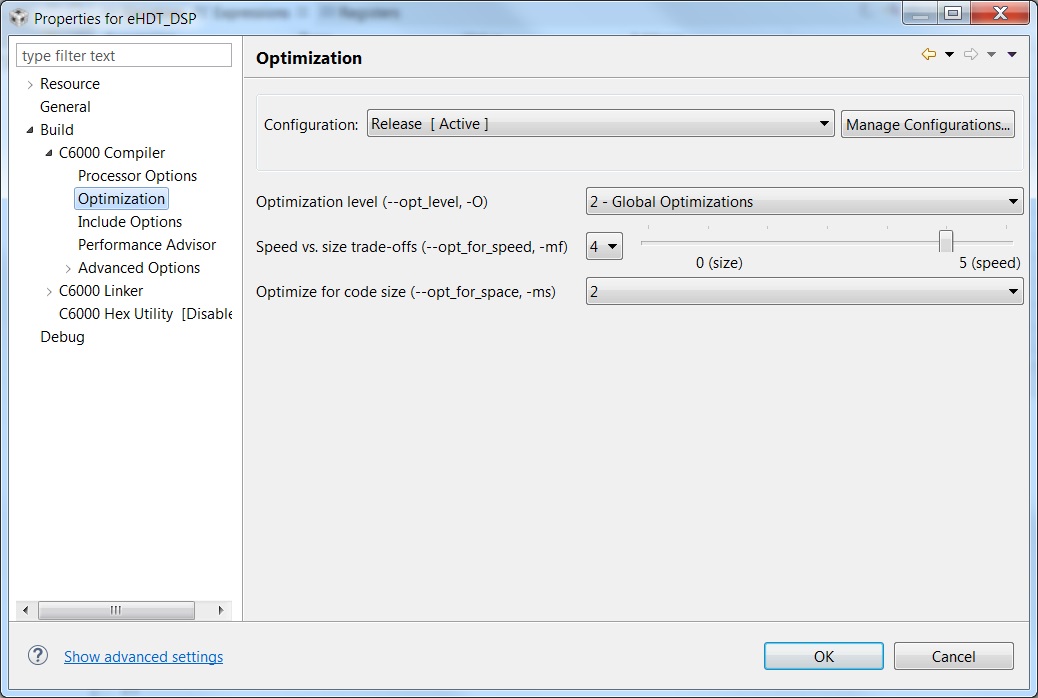 Properties for eHDT_DSP
type filter text
Resource
General
Build
C6000 Compiler
Processor Options
Optimization
Include Options
Performance Advisor
Advanced Options
C6000 Linker
C6000 Hex Utility [Disable
Debug
Optimization
Configuration: Release [ Active ] Manage Configurations...
Optimization level (--opt_level, -O) 2 - Global Optimizations
Speed vs. size trade-offs (--opt_for_speed, -mf) 4
0 (size) 5 (speed)
Optimize for code size (--opt_for_space, -ms) 2
Show advanced settings
OK Cancel